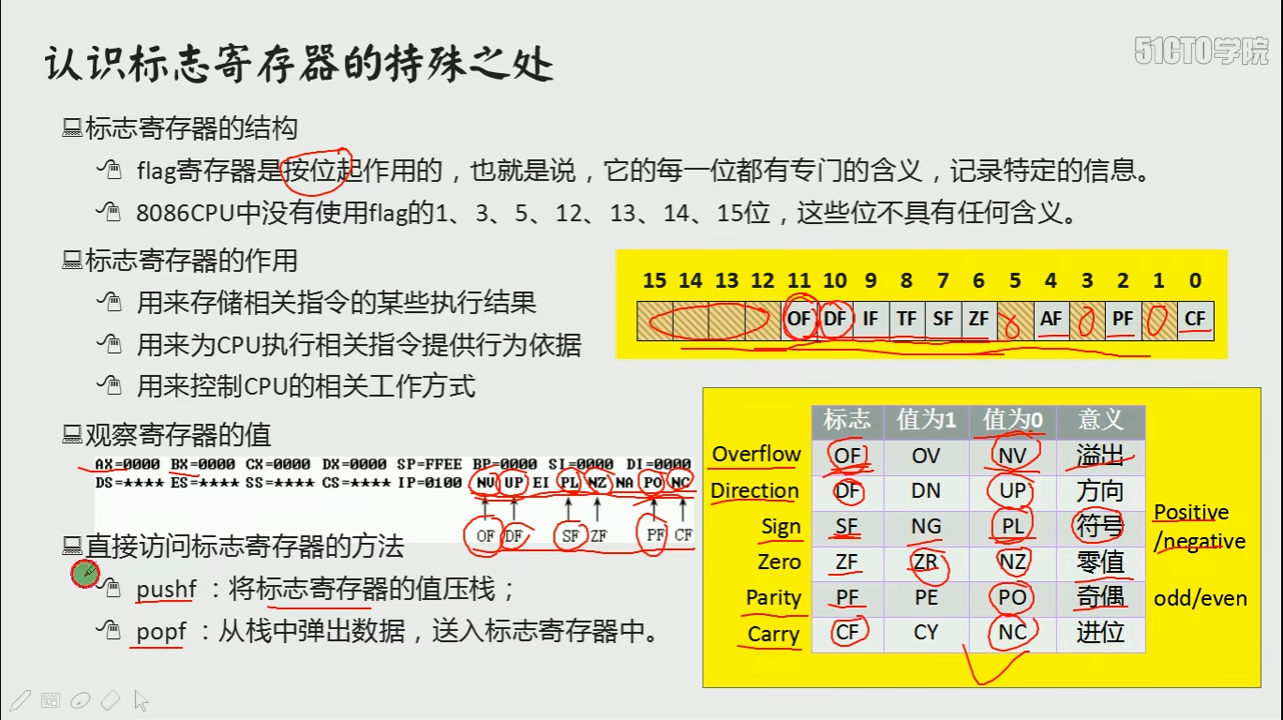 认识标志寄存器的特殊之处
51CTO学院
标志寄存器的结构
flag寄存器是按位起作用的，也就是说，它的每一位都有专门的含义，记录特定的信息。
8086CPU中没有使用flag的1、3、5、12、13、14、15位，这些位不具有任何含义。
标志寄存器的作用
用来存储相关指令的某些执行结果
用来为CPU执行相关指令提供行为依据
用来控制CPU的相关工作方式
15 14 13 12 11 10 9 8 7 6 5 4 3 2 1 0
OF DF IF TF SF ZF AF PF CF
观察寄存器的值
AX=0000 BX=0000 CX=0000 DX=0000 SP=FFEE BP=0000 SI=0000 DI=0000
DS=**** ES=**** SS=**** CS=**** IP=0100 NV UP EI PL NZ NA PO NC
OF DF SF ZF PF CF
直接访问标志寄存器的方法
pushf ：将标志寄存器的值压栈；
popf ：从栈中弹出数据，送入标志寄存器中。
标志 值为1 值为0 意义
Overflow OF OV NV 溢出
Direction DF DN UP 方向
Sign SF NG PL 符号 Positive
/negative
Zero ZF ZR NZ 零值
Parity PF PE PO 奇偶 odd/even
Carry CF CY NC 进位